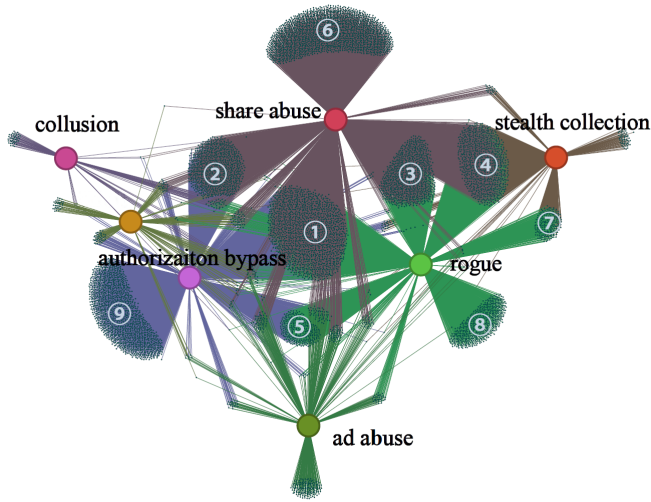 ⑥
share abuse
collusion
stealth collection
②
③
④
①
⑦
authorizaiton bypass
rogue
⑨
⑤
⑧
ad abuse